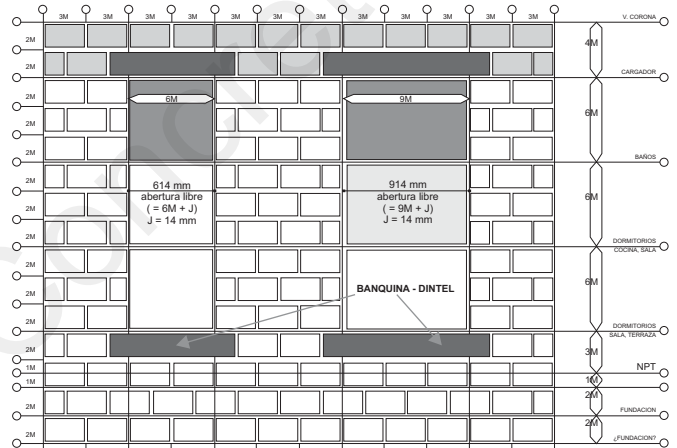 3M 3M 3M 3M 3M 3M 3M 3M 3M 3M 3M 3M
V. CORONA
2M
4M
2M
CARGADOR
2M
6M 9M
2M
6M
2M
BAÑOS
2M
614 mm
abertura libre
( = 6M + J)
J = 14 mm
914 mm
abertura libre
( = 9M + J)
J = 14 mm
2M
6M
2M
DORMITORIOS
COCINA, SALA
2M
2M
BANQUINA - DINTEL
6M
2M
DORMITORIOS
SALA, TERRAZA
2M
3M
NPT
1M
1M
1M
2M
2M
FUNDACION
2M
2M
¿FUNDACION?
Concret